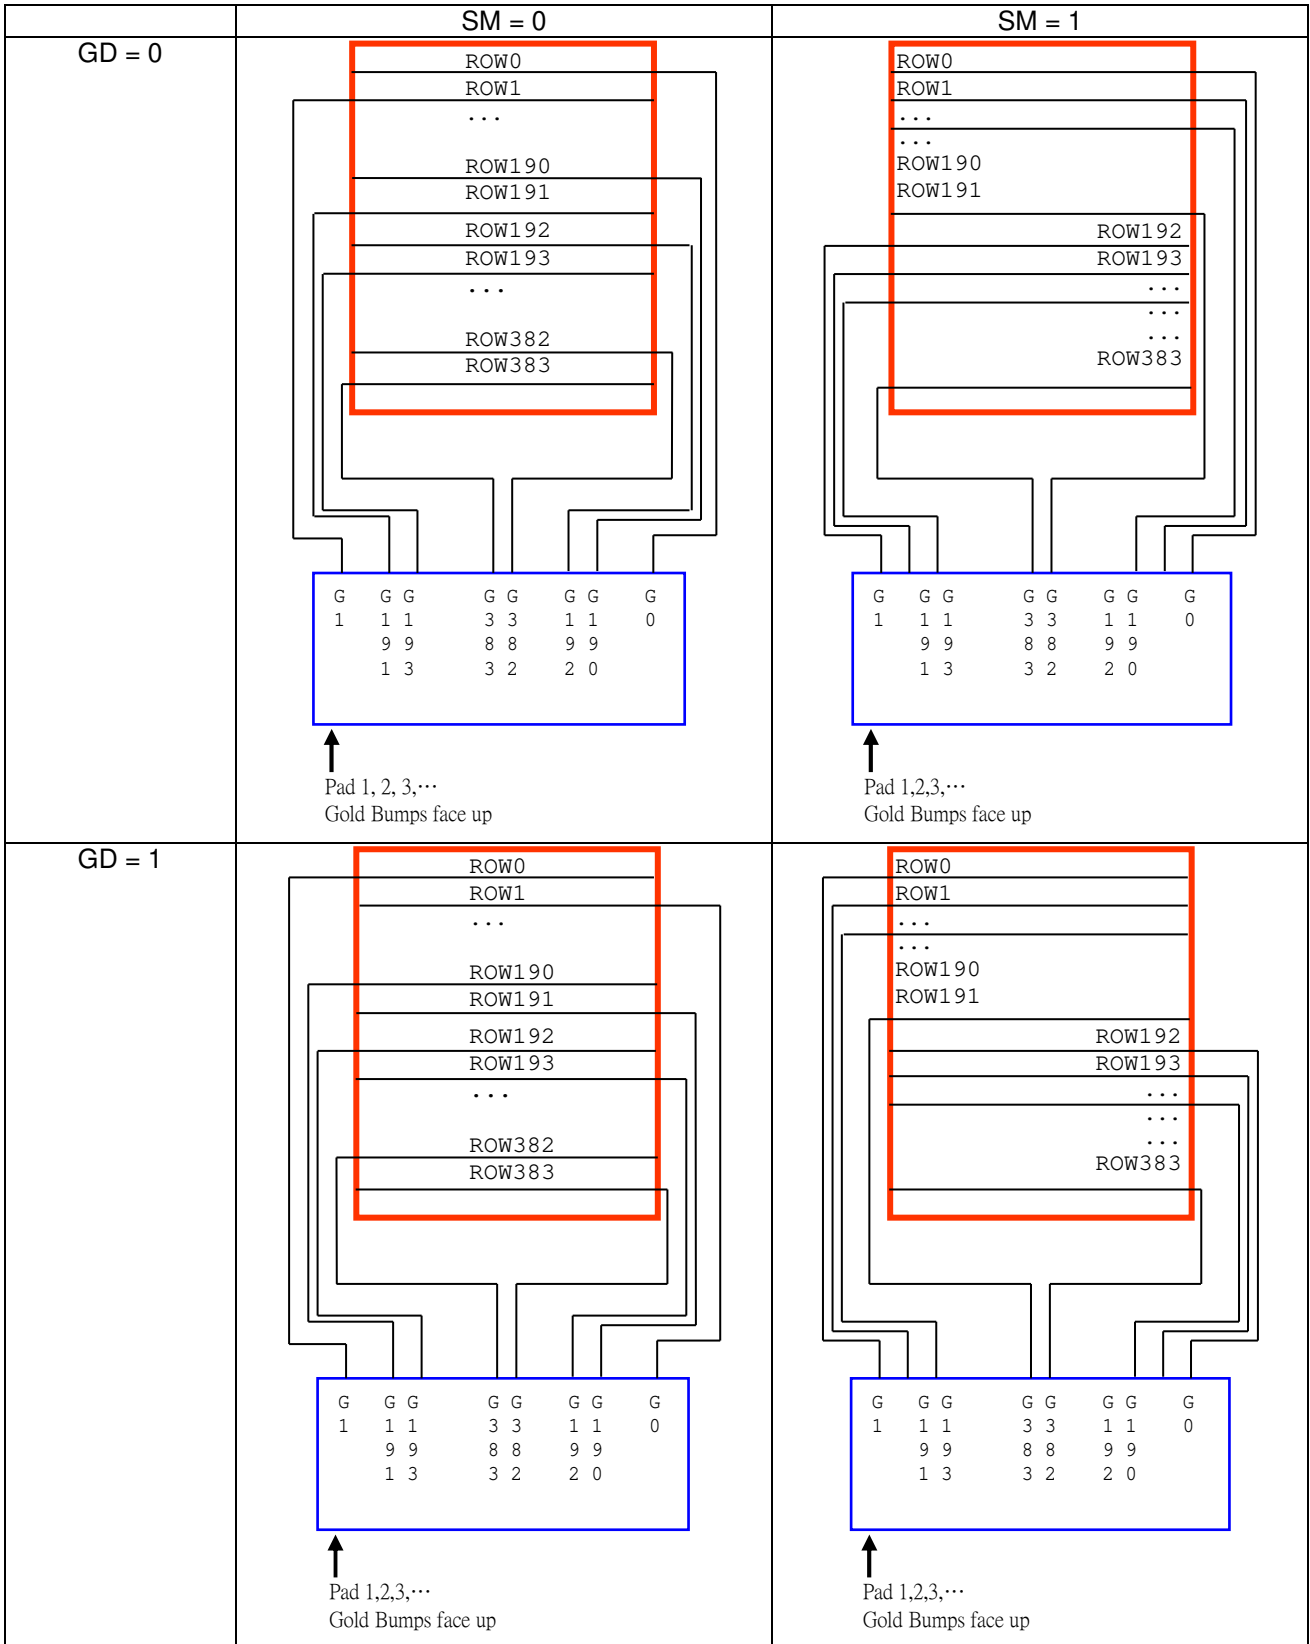 SM = 0
SM = 1
GD = 0
ROW0
ROW1
...
ROW190
ROW191
ROW192
ROW193
...
ROW382
ROW383
G G G G G G G G
1 1 1 3 3 1 1 0
9 9 8 8 9 9
1 3 3 2 2 0
Pad 1, 2, 3,⋯
Gold Bumps face up
ROW0
ROW1
...
...
ROW190
ROW191
ROW192
ROW193
...
...
...
ROW383
G G G G G G G G
1 1 1 3 3 1 1 0
9 9 8 8 9 9
1 3 3 2 2 0
Pad 1,2,3,⋯
Gold Bumps face up
GD = 1
ROW0
ROW1
...
ROW190
ROW191
ROW192
ROW193
...
ROW382
ROW383
G G G G G G G G
1 1 1 3 3 1 1 0
9 9 8 8 9 9
1 3 3 2 2 0
Pad 1,2,3,⋯
Gold Bumps face up
ROW0
ROW1
...
...
ROW190
ROW191
ROW192
ROW193
...
...
...
ROW383
G G G G G G G G
1 1 1 3 3 1 1 0
9 9 8 8 9 9
1 3 3 2 2 0
Pad 1,2,3,⋯
Gold Bumps face up